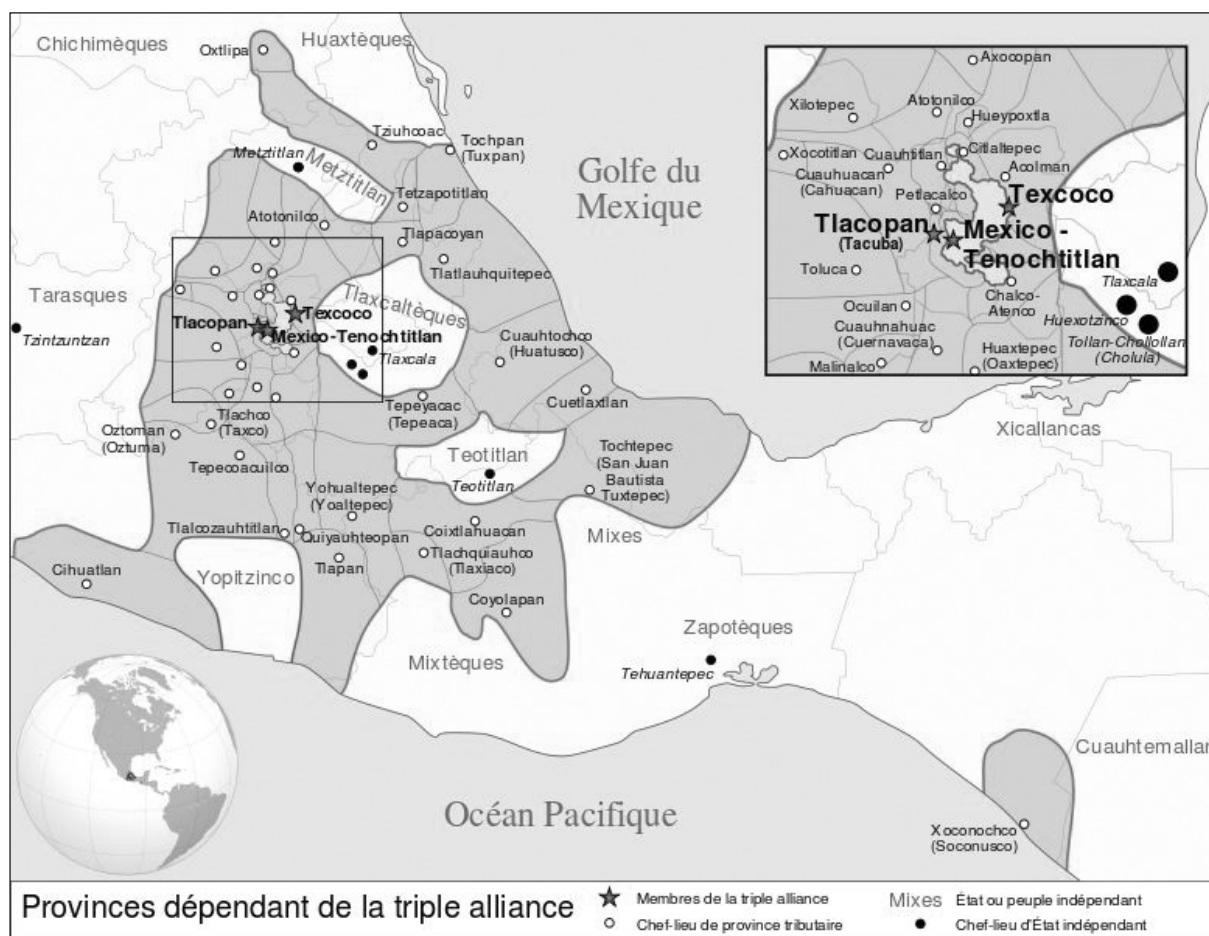 Chichimèques
Oxtlipa
Huaxtèques
Tziuhcoac
Tochpan
(Tuxpan)
Metztitlan
Metztitlan
Tetzapotitlan
Atotonilco
Tlapacoyan
Tlatlauhquitepec
Tarasques
Tzintzuntzan
Tlaxcaltèques
Texcoco
Tlacopan
Mexico-Tenochtitlan
Tlaxcala
Cuauhtochco
(Huatusco)
Cuetlaxtlan
Tepeyacac
(Tepeaca)
Tlachco
(Taxco)
Oztoman
(Oztuma)
Tepecoacuilco
Teotitlan
Teotitlan
Tochtepec
(San Juan
Bautista
Tuxtepec)
Yohualtepec
(Yoaltepec)
Tlalcozauhtitlan
Quiyauhteopan
Coixtlahuacan
Mixes
Tlachquiauhco
(Tlaxiaco)
Tlapan
Cihuatlan
Yopitzinco
Coyolapan
Mixtèques
Zapotèques
Tehuantepec
Xicallancas
Cuauhtemallan
Xoconochco
(Soconusco)
Golfe du
Mexique
Océan Pacifique
Axocopan
Xilotepec
Atotonilco
Hueypoxtla
Xocotitlan
Cuauhtitlan
Citlaltepec
Cuahuacan
(Cahuacan)
Acolman
Petlacalco
Texcoco
Tlacopan
(Tacuba)
Mexico -
Tenochtitlan
Toluca
Tlaxcala
Chalco-
Atenco
Ocuilan
Huexotzinco
Cuauhnahuac
(Cuernavaca)
Tollan-Chollollan
(Cholula)
Huaxtepec
(Oaxtepec)
Malinalco
Provinces dépendant de la triple alliance
Membres de la triple alliance
Chef-lieu de province tributaire
Mixes État ou peuple indépendant
Chef-lieu d'État indépendant